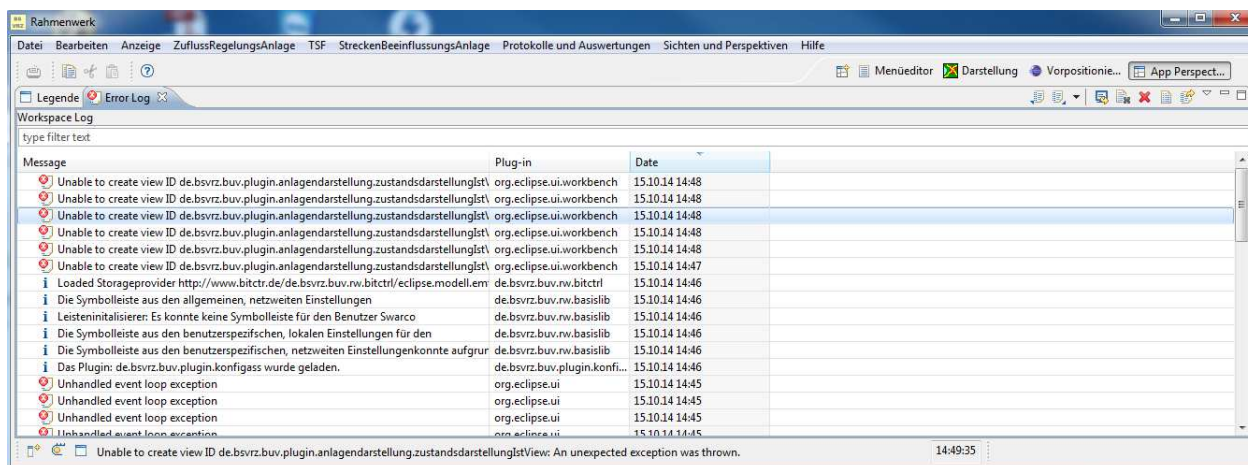 Rahmenwerk
Datei Bearbeiten Anzeige ZuflussRegelungsAnlage TSF StreckenBeeinflussungsAnlage Protokolle und Auswertungen Sichten und Perspektiven Hilfe
Menüeditor Darstellung Vorpositionie... App Perspect...
Legende Error Log
Workspace Log
type filter text
Message Plug-in Date
Unable to create view ID de.bsvrz.buv.plugin.anlagendarstellung.zustandsdarstellungIst\ org.eclipse.ui.workbench 15.10.14 14:48
Unable to create view ID de.bsvrz.buv.plugin.anlagendarstellung.zustandsdarstellungIst\ org.eclipse.ui.workbench 15.10.14 14:48
Unable to create view ID de.bsvrz.buv.plugin.anlagendarstellung.zustandsdarstellungIst\ org.eclipse.ui.workbench 15.10.14 14:48
Unable to create view ID de.bsvrz.buv.plugin.anlagendarstellung.zustandsdarstellungIst\ org.eclipse.ui.workbench 15.10.14 14:48
Unable to create view ID de.bsvrz.buv.plugin.anlagendarstellung.zustandsdarstellungIst\ org.eclipse.ui.workbench 15.10.14 14:48
Unable to create view ID de.bsvrz.buv.plugin.anlagendarstellung.zustandsdarstellungIst\ org.eclipse.ui.workbench 15.10.14 14:47
Loaded Storageprovider http://www.bitctr.de/de.bsvrz.buv.rw.bitctrl/eclipse.modell.em de.bsvrz.buv.rw.bitctrl 15.10.14 14:46
Die Symbolleiste aus den allgemeinen, netzweiten Einstellungen de.bsvrz.buv.rw.basislib 15.10.14 14:46
Leisteninitalisierer: Es konnte keine Symbolleiste für den Benutzer Swarco de.bsvrz.buv.rw.basislib 15.10.14 14:46
Die Symbolleiste aus den benutzerspezifschen, lokalen Einstellungen für den de.bsvrz.buv.rw.basislib 15.10.14 14:46
Die Symbolleiste aus den benutzerspezifischen, netzweiten Einstellungenkonnte aufgrur de.bsvrz.buv.rw.basislib 15.10.14 14:46
Das Plugin: de.bsvrz.buv.plugin.konfigass wurde geladen. de.bsvrz.buv.plugin.konfi... 15.10.14 14:46
Unhandled event loop exception org.eclipse.ui 15.10.14 14:45
Unhandled event loop exception org.eclipse.ui 15.10.14 14:45
Unhandled event loop exception org.eclipse.ui 15.10.14 14:45
Unable to create view ID de.bsvrz.buv.plugin.anlagendarstellung.zustandsdarstellungIstView: An unexpected exception was thrown. 14:49:35